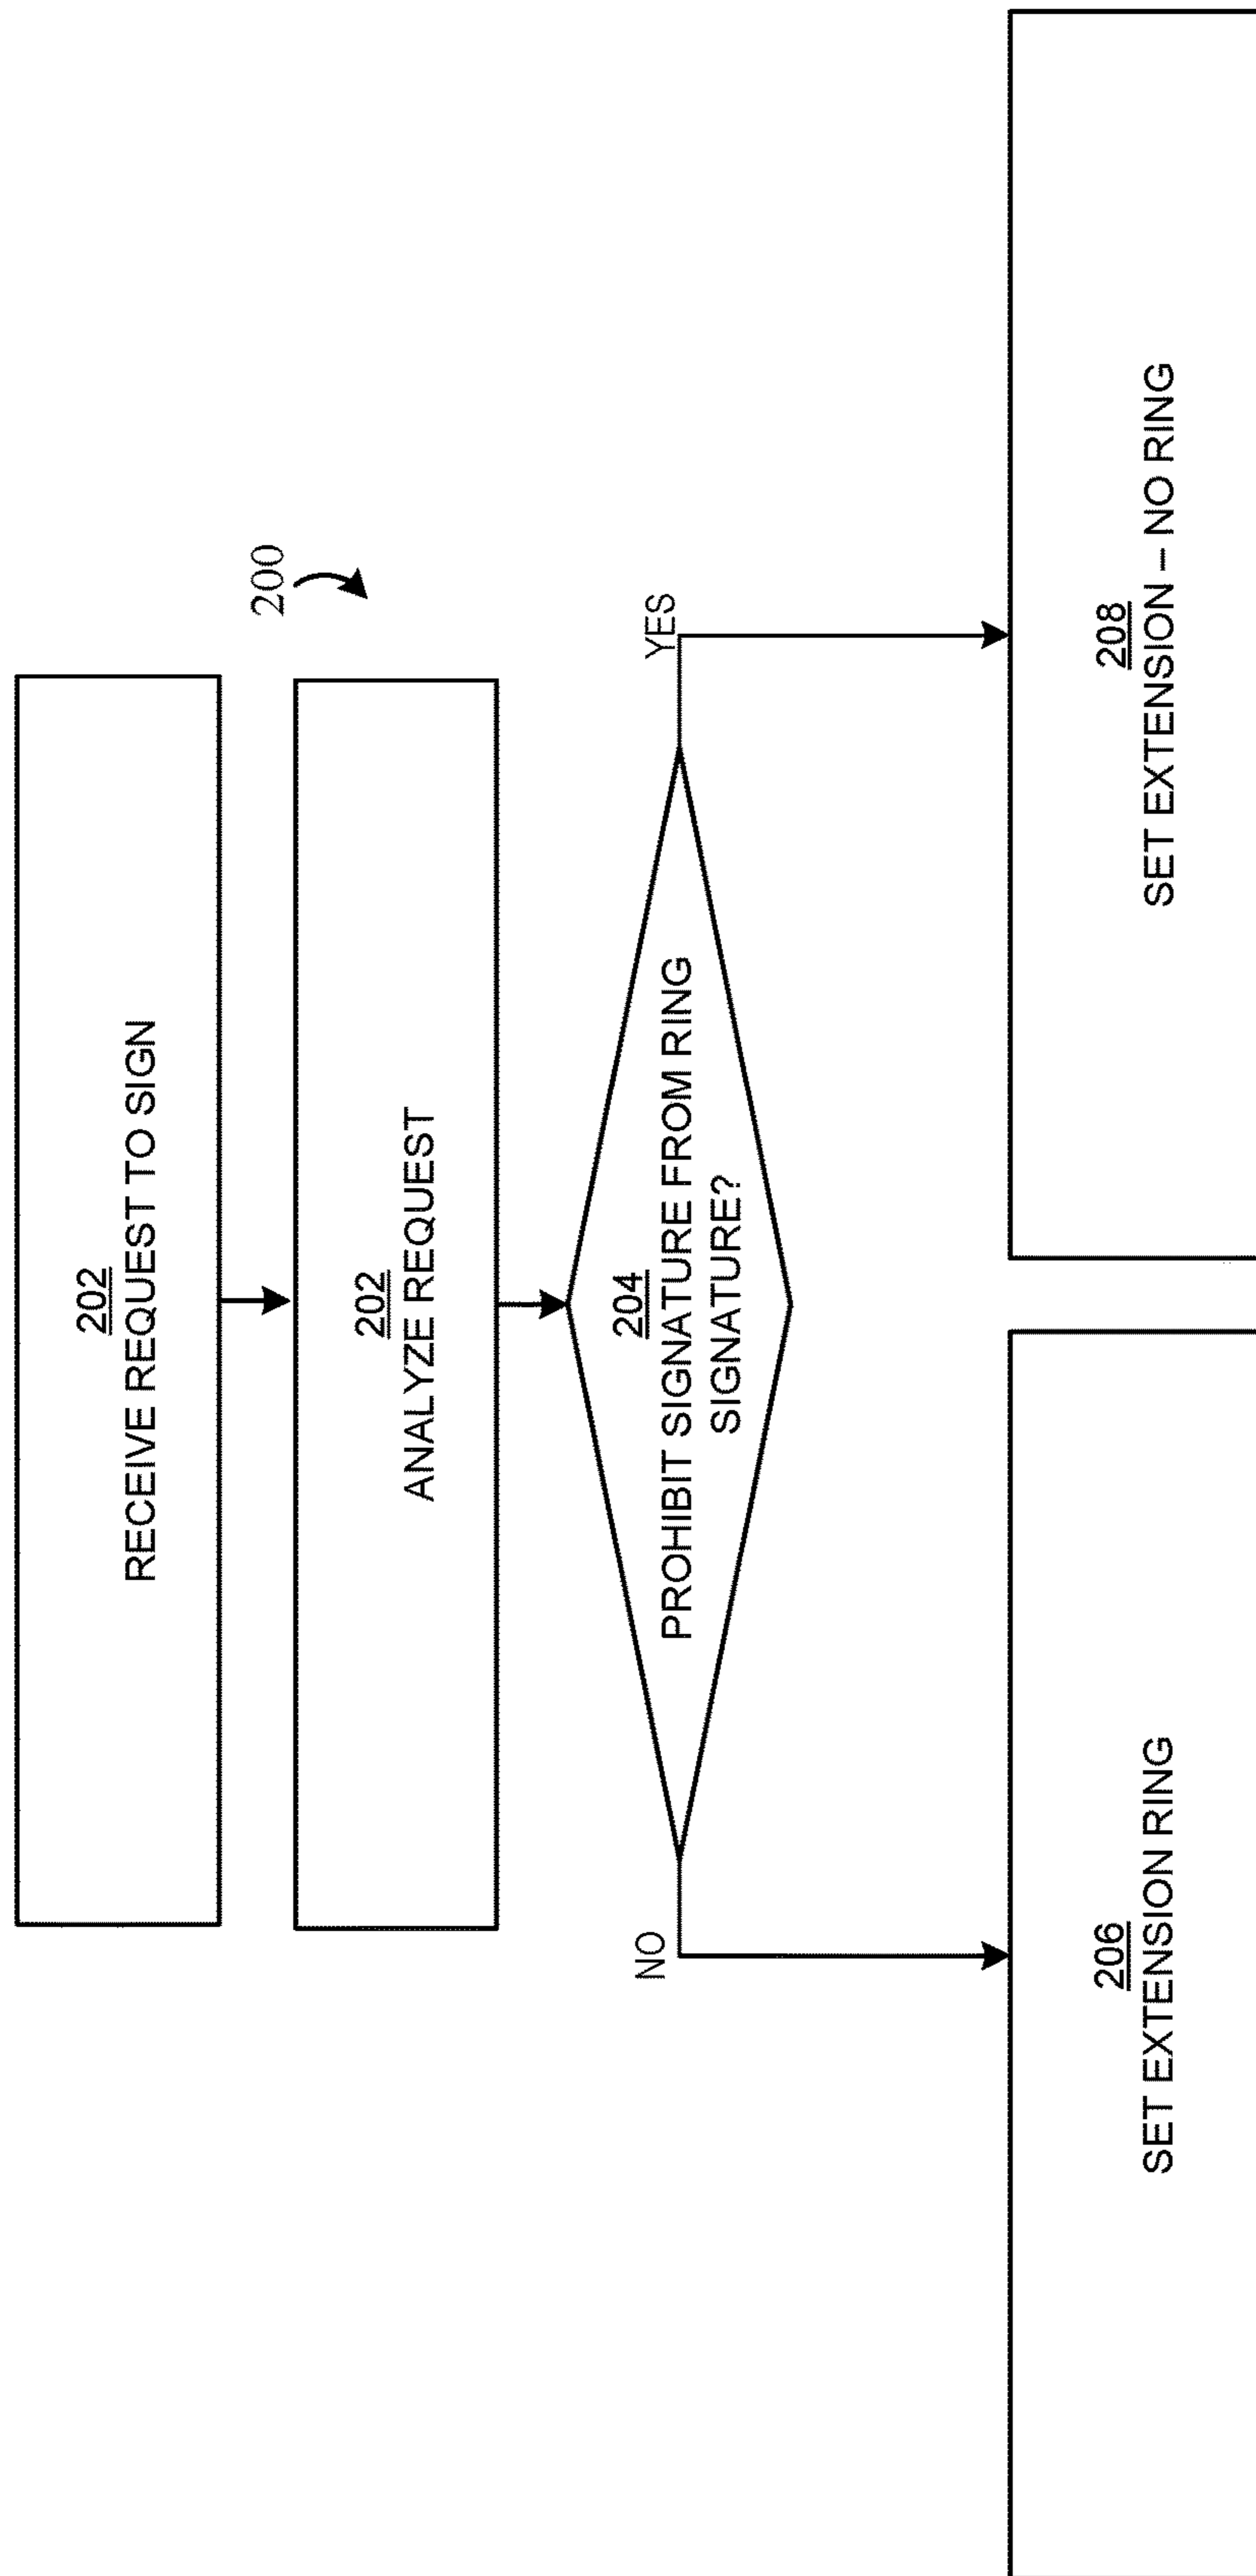 200
202
RECEIVE REQUEST TO SIGN
202
ANALYZE REQUEST
204
PROHIBIT SIGNATURE FROM RING
SIGNATURE?
NO
YES
206
SET EXTENSION RING
208
SET EXTENSION – NO RING